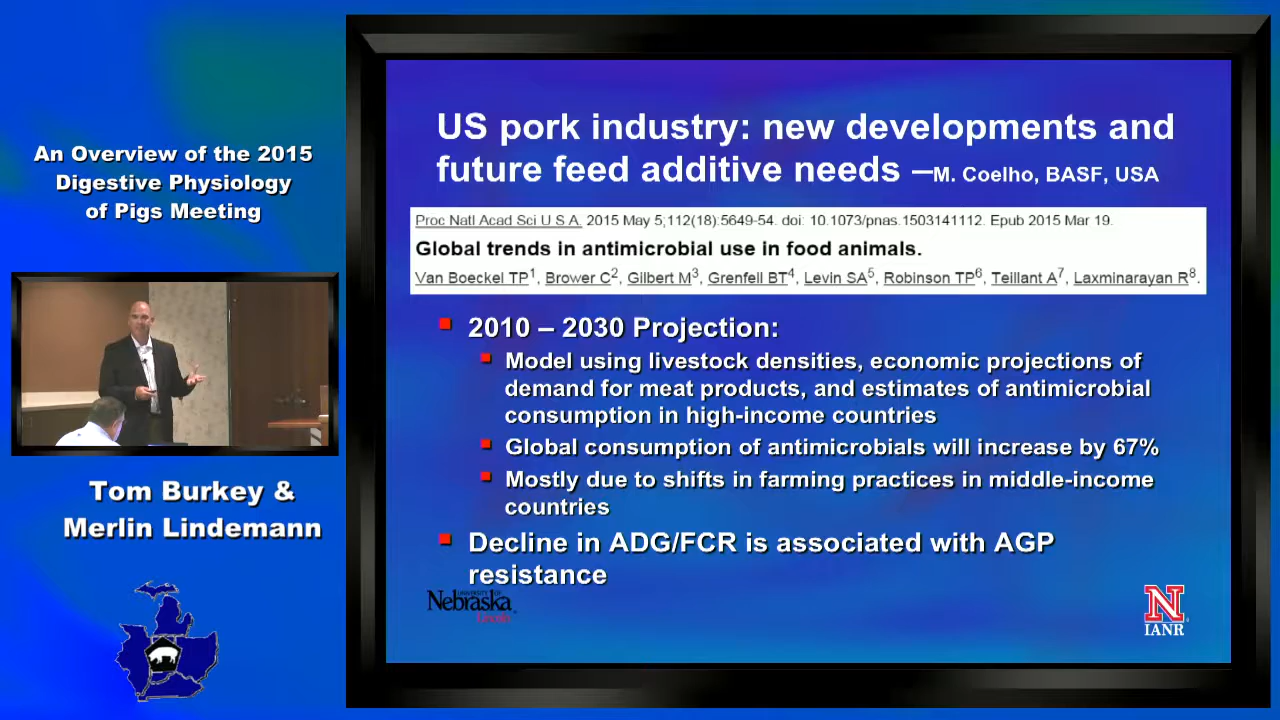 An Overview of the 2015
Digestive Physiology
of Pigs Meeting
Tom Burkey &
Merlin Lindemann
US pork industry: new developments and
future feed additive needs –M. Coelho, BASF, USA
Proc Natl Acad Sci U S A. 2015 May 5;112(18):5649-54. doi: 10.1073/pnas.1503141112. Epub 2015 Mar 19.
Global trends in antimicrobial use in food animals.
Van Boeckel TP1, Brower C2, Gilbert M3, Grenfell BT4, Levin SA5, Robinson TP6, Teillant A7, Laxminarayan R8.
2010 – 2030 Projection:
Model using livestock densities, economic projections of
demand for meat products, and estimates of antimicrobial
consumption in high-income countries
Global consumption of antimicrobials will increase by 67%
Mostly due to shifts in farming practices in middle-income
countries
Decline in ADG/FCR is associated with AGP
resistance
UNIVERSITY OF
Nebraska
Lincoln
N
IANR